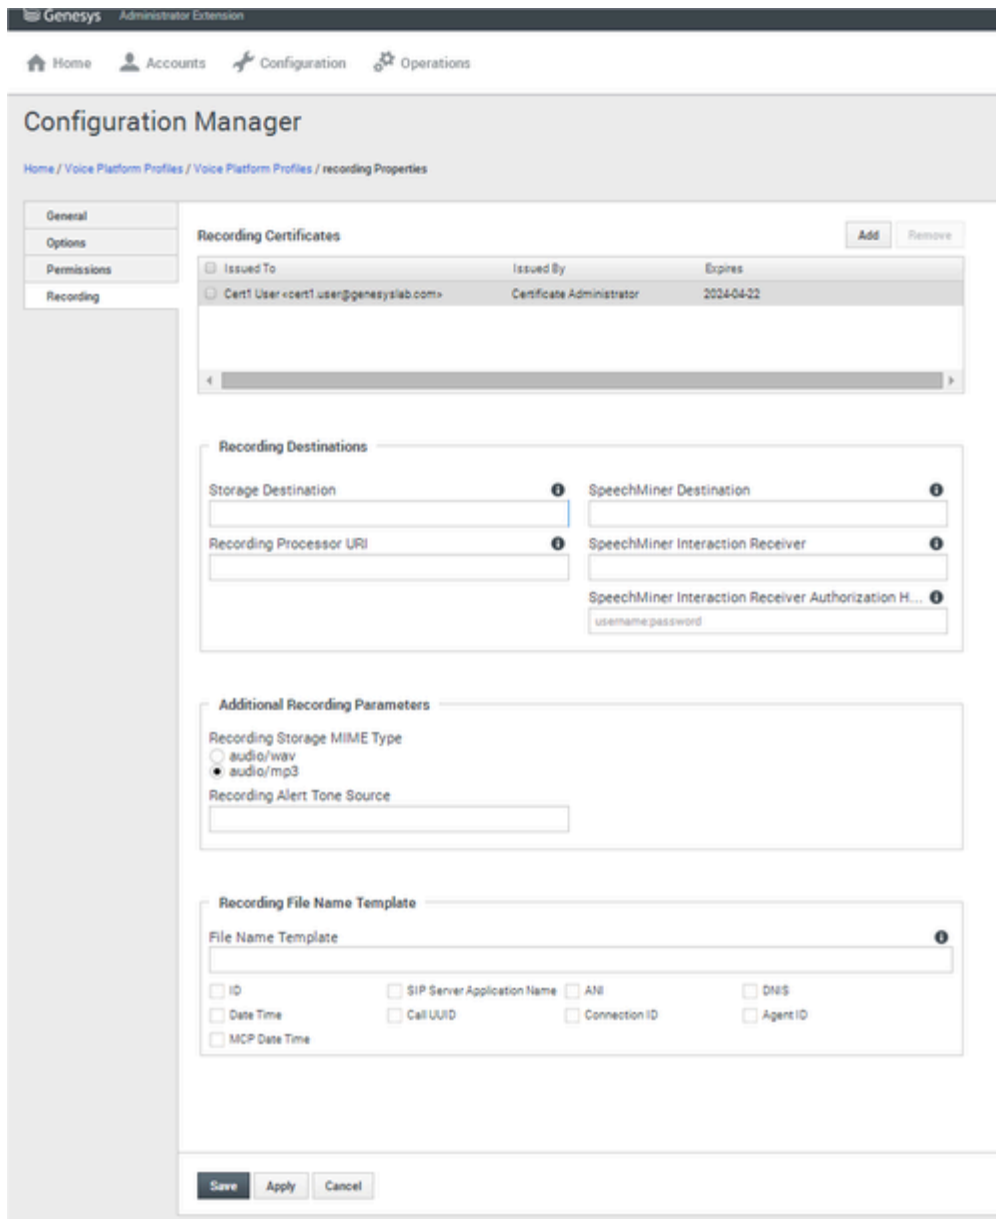 Genesys Administrator Extension
Home Accounts Configuration Operations
Configuration Manager
Home / Voice Platform Profiles / Voice Platform Profiles / recording Properties
General
Options
Permissions
Recording
Recording Certificates Add Remove
Issued To Issued By Expires
Cert1 User <cert1.user@genesyslab.com> Certificate Administrator 2024-04-22
Recording Destinations
Storage Destination SpeechMiner Destination
Recording Processor URI SpeechMiner Interaction Receiver
SpeechMiner Interaction Receiver Authorization H...
username:password
Additional Recording Parameters
Recording Storage MIME Type
audio/wav
audio/mp3
Recording Alert Tone Source
Recording File Name Template
File Name Template
ID SIP Server Application Name ANI DNIS
Date Time Call UUID Connection ID Agent ID
MCP Date Time
Save Apply Cancel